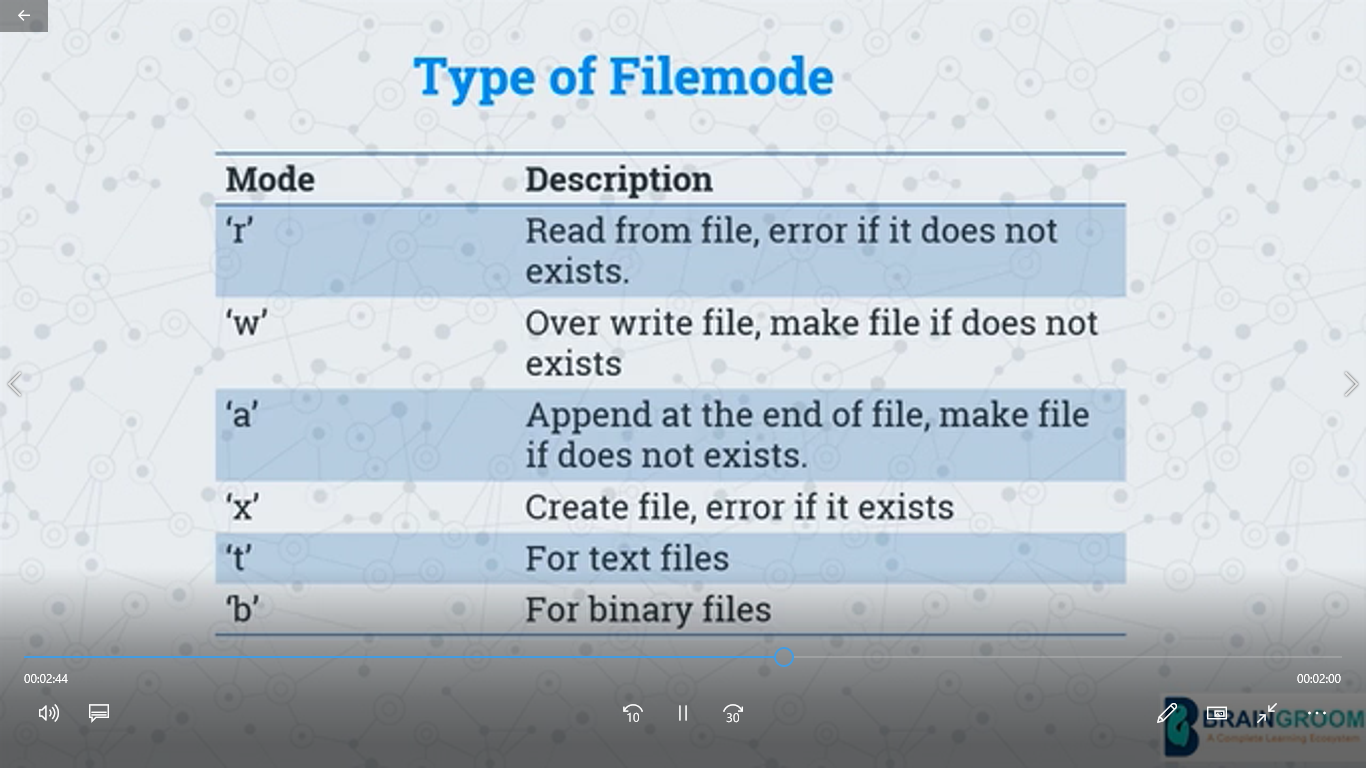 Type of Filemode
Mode Description
‘r’ Read from file, error if it does not
exists.
‘w’ Over write file, make file if does not
exists
‘a’ Append at the end of file, make file
if does not exists.
‘x’ Create file, error if it exists
‘t’ For text files
‘b’ For binary files
00:02:44 00:02:00
10 30
BRAINGROOM
A Complete Learning Ecosystem